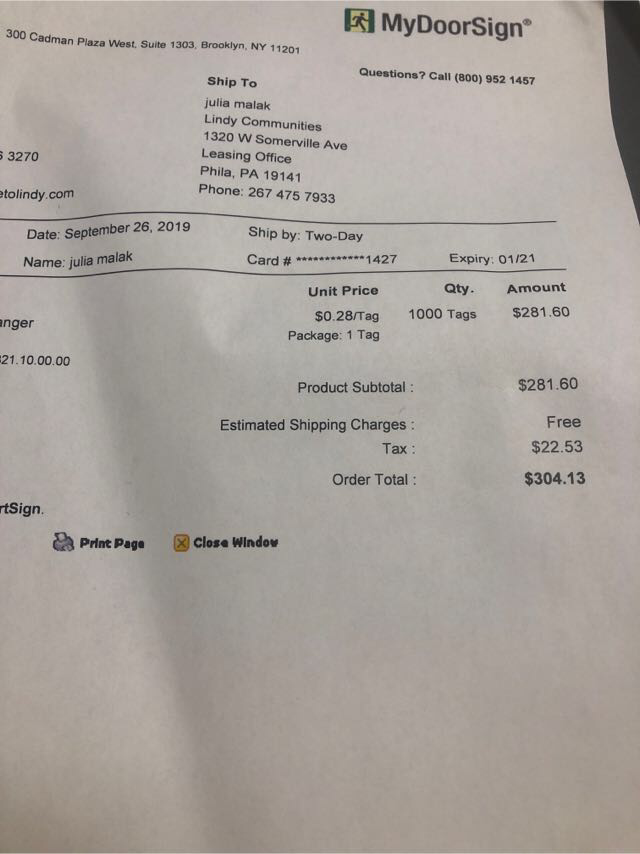 MyDoorSign®
300 Cadman Plaza West, Suite 1303, Brooklyn, NY 11201
Questions? Call (800) 952 1457
Ship To
julia malak
Lindy Communities
1320 W Somerville Ave
Leasing Office
Phila, PA 19141
Phone: 267 475 7933
3270
etolindy.com
Date: September 26, 2019
Ship by: Two-Day
Name: julia malak
Card # ************1427
Expiry: 01/21
Unit Price Qty. Amount
anger $0.28/Tag 1000 Tags $281.60
Package: 1 Tag
21.10.00.00
Product Subtotal : $281.60
Estimated Shipping Charges : Free
Tax : $22.53
Order Total : $304.13
rtSign.
Print Page Close Window